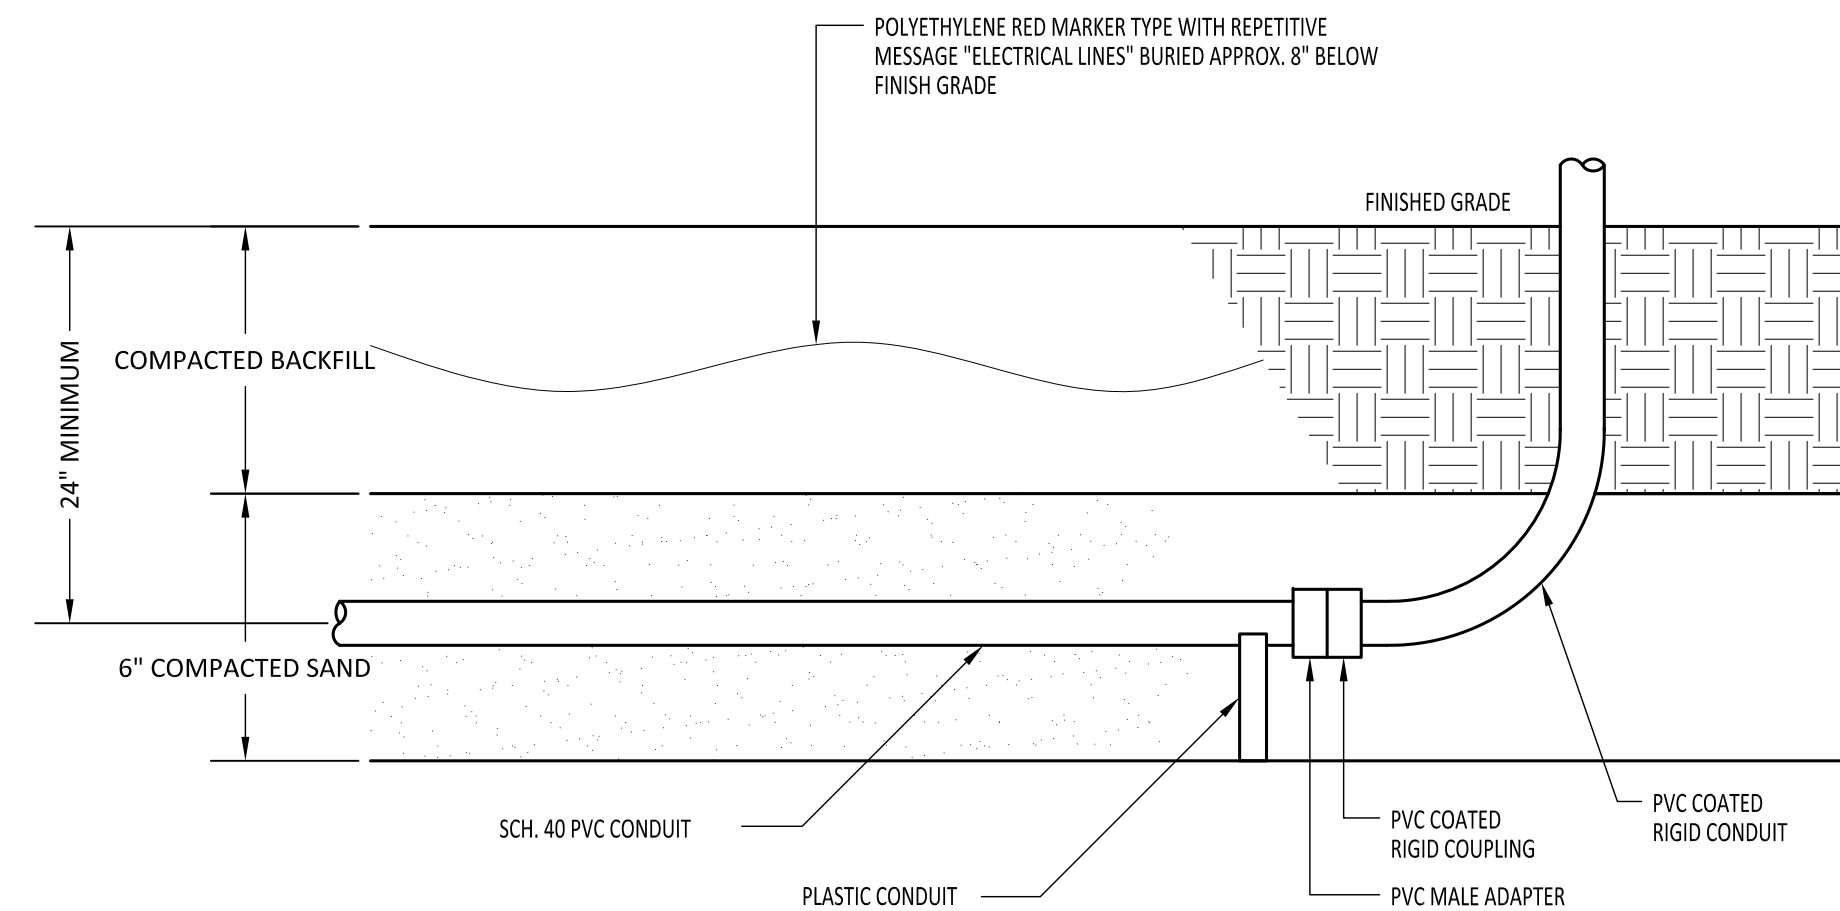 POLYETHYLENE RED MARKER TYPE WITH REPETITIVE
MESSAGE "ELECTRICAL LINES" BURIED APPROX. 8" BELOW
FINISH GRADE
FINISHED GRADE
COMPACTED BACKFILL
24" MINIMUM
6" COMPACTED SAND
SCH. 40 PVC CONDUIT
PLASTIC CONDUIT
PVC COATED
RIGID COUPLING
PVC MALE ADAPTER
PVC COATED
RIGID CONDUIT